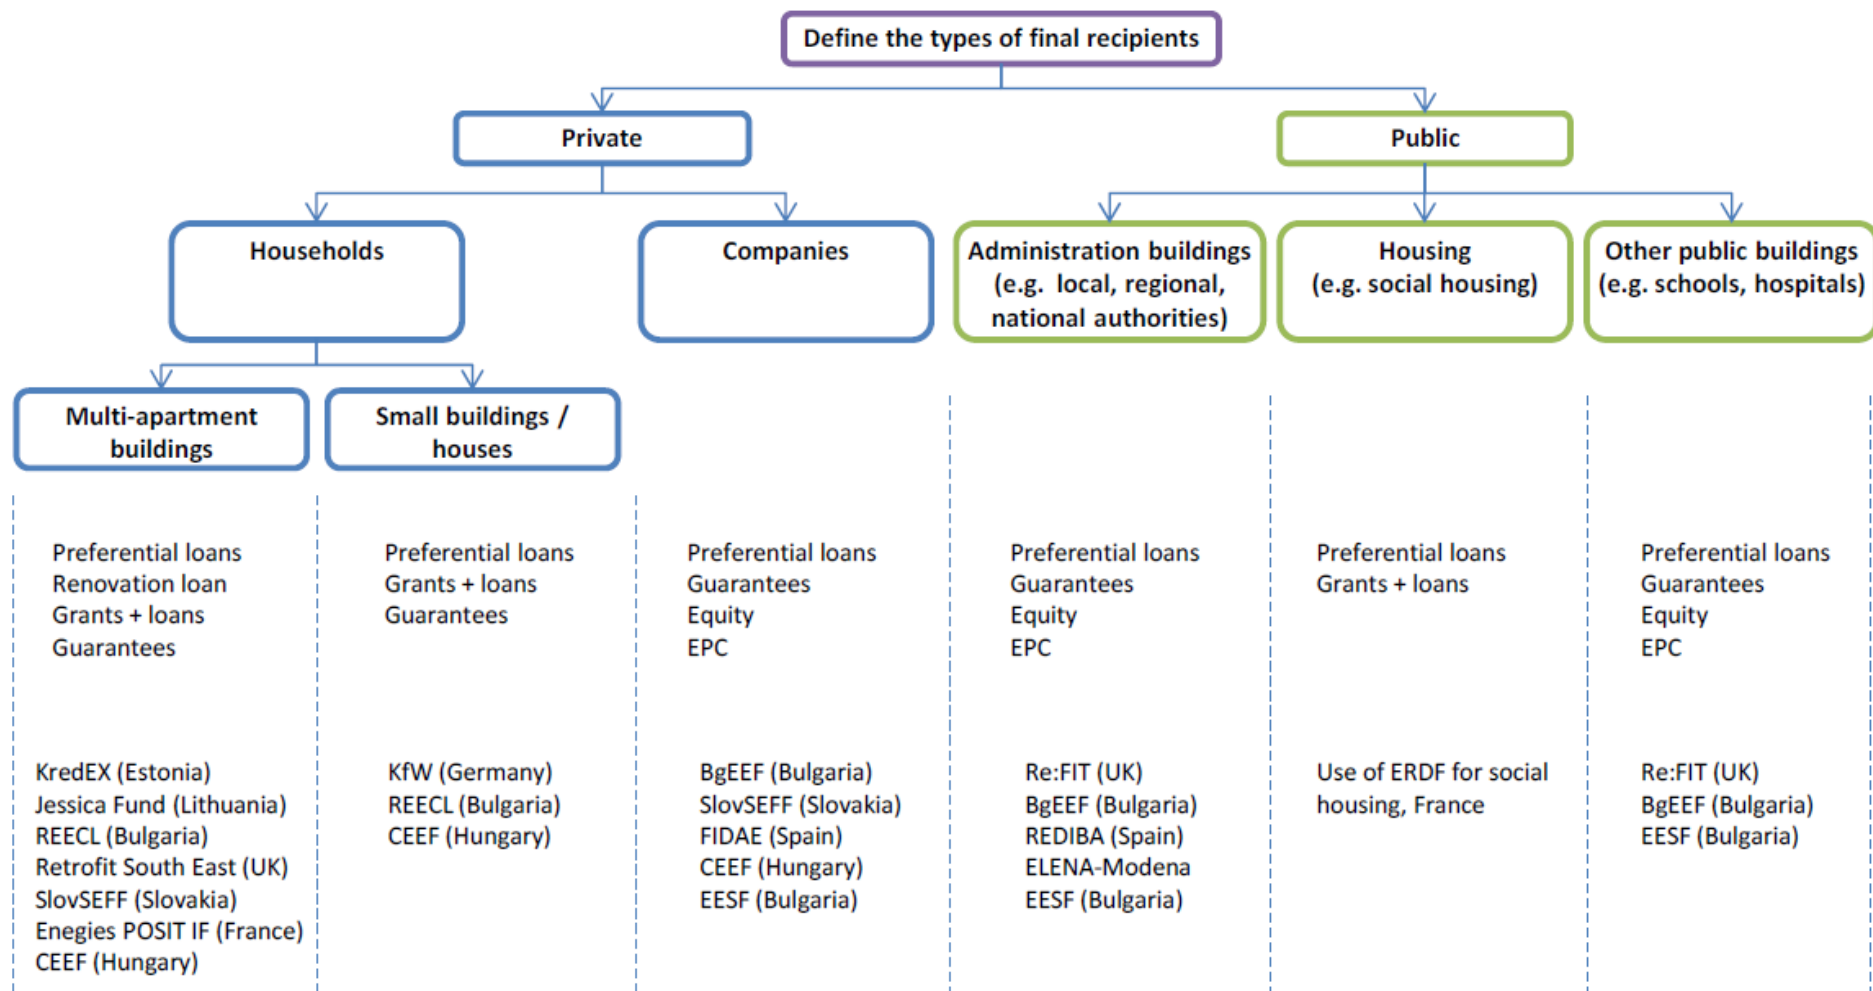 Define the types of final recipients
Private
Public
Households
Companies
Administration buildings
(e.g. local, regional,
national authorities)
Housing
(e.g. social housing)
Other public buildings
(e.g. schools, hospitals)
Multi-apartment
buildings
Small buildings /
houses
Preferential loans
Renovation loan
Grants + loans
Guarantees
Preferential loans
Grants + loans
Guarantees
Preferential loans
Guarantees
Equity
EPC
Preferential loans
Guarantees
Equity
EPC
Preferential loans
Grants + loans
Preferential loans
Guarantees
Equity
EPC
KredEX (Estonia)
Jessica Fund (Lithuania)
REECL (Bulgaria)
Retrofit South East (UK)
SlovSEFF (Slovakia)
Enegies POSIT IF (France)
CEEF (Hungary)
KfW (Germany)
REECL (Bulgaria)
CEEF (Hungary)
BgEEF (Bulgaria)
SlovSEFF (Slovakia)
FIDAE (Spain)
CEEF (Hungary)
EESF (Bulgaria)
Re:FIT (UK)
BgEEF (Bulgaria)
REDIBA (Spain)
ELENA-Modena
EESF (Bulgaria)
Use of ERDF for social
housing, France
Re:FIT (UK)
BgEEF (Bulgaria)
EESF (Bulgaria)